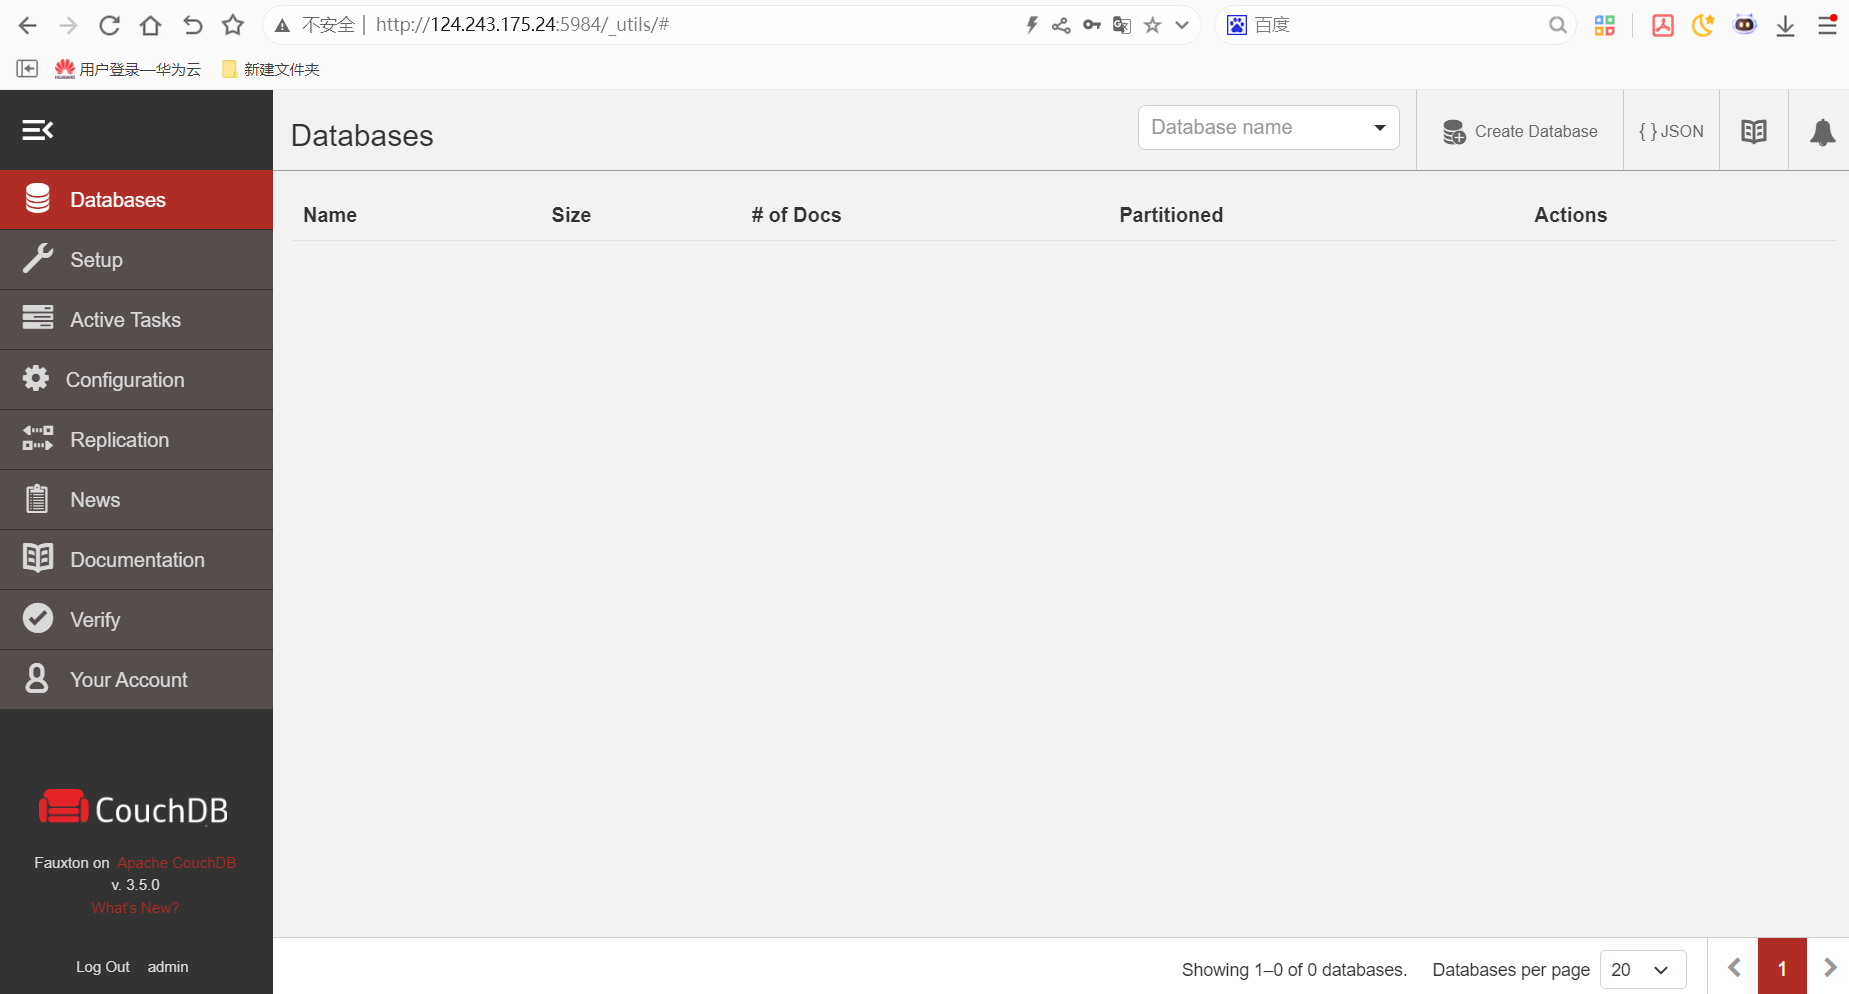 不安全 | http://124.243.175.24:5984/_utils/#
百度
用户登录—华为云
新建文件夹
Databases
Database name
Create Database
{ } JSON
Databases
Setup
Active Tasks
Configuration
Replication
News
Documentation
Verify
Your Account
Name Size # of Docs Partitioned Actions
CouchDB
Fauxton on Apache CouchDB
v. 3.5.0
What's New?
Log Out admin
Showing 1–0 of 0 databases. Databases per page 20 1